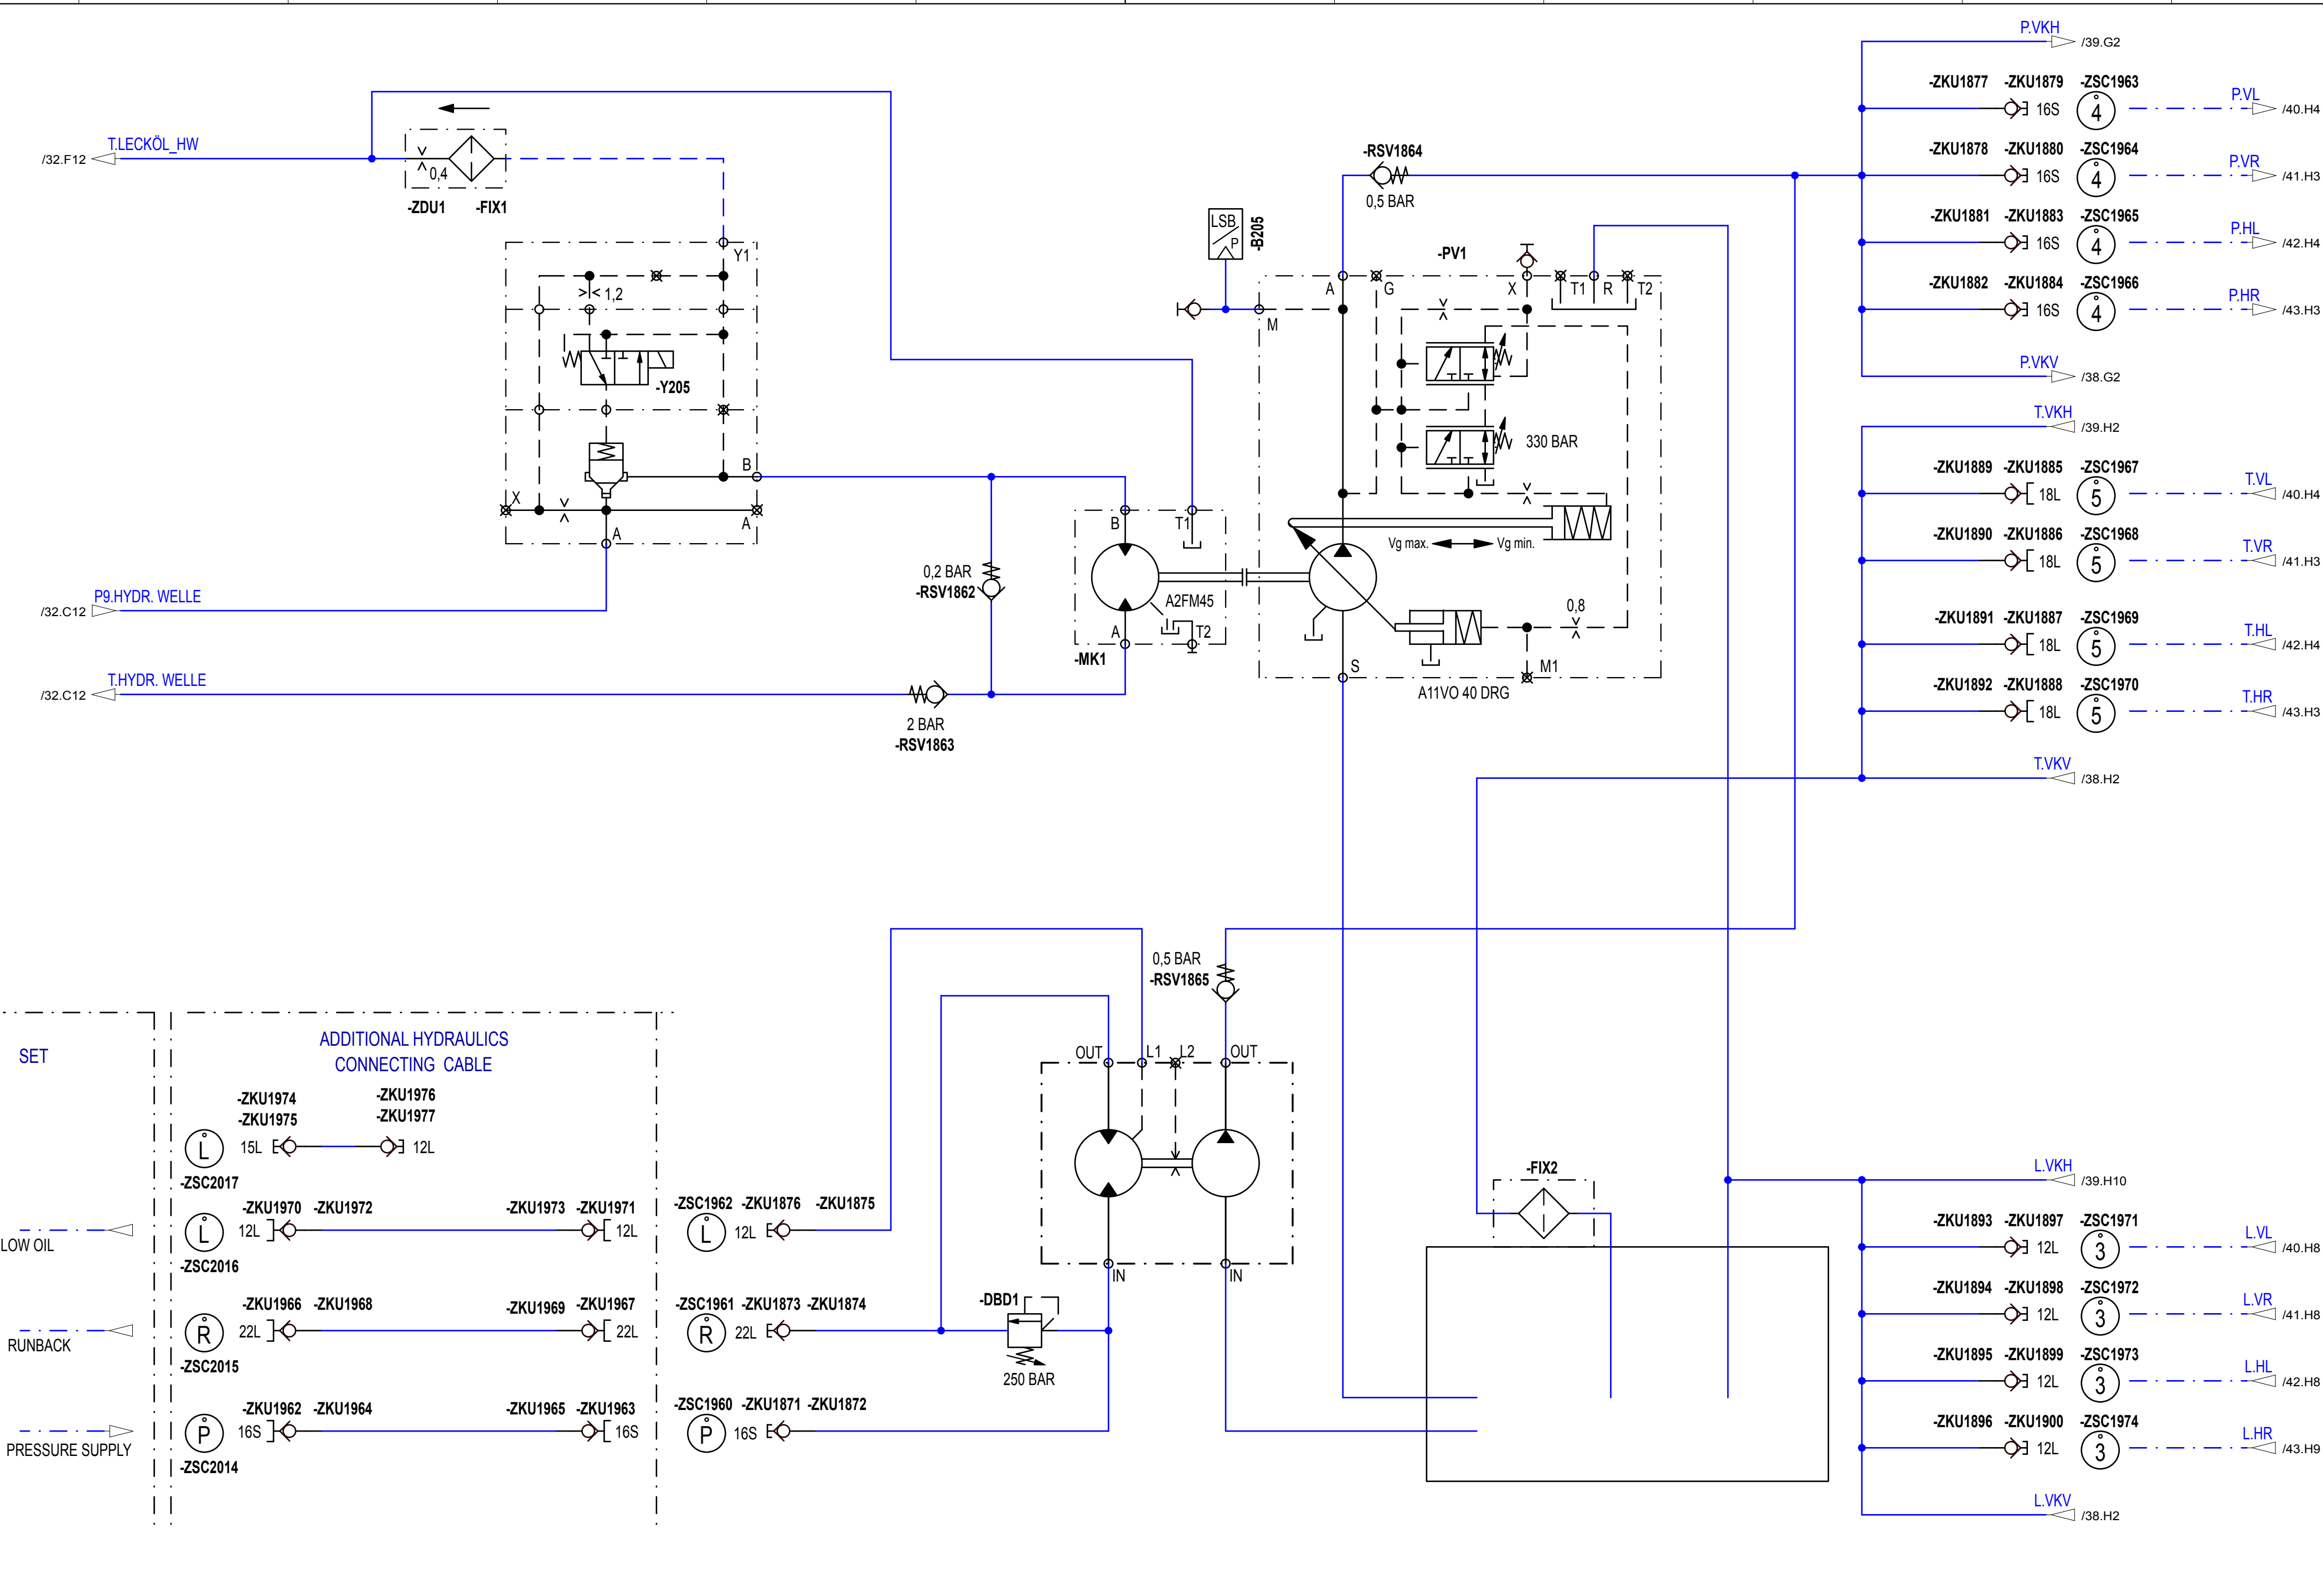 P.VKH
/39.G2
-ZKU1877 -ZKU1879 -ZSC1963
16S 4
P.VL
/40.H4
-ZKU1878 -ZKU1880 -ZSC1964
16S 4
P.VR
/41.H3
-ZKU1881 -ZKU1883 -ZSC1965
16S 4
P.HL
/42.H4
-ZKU1882 -ZKU1884 -ZSC1966
16S 4
P.HR
/43.H3
P.VKV
/38.G2
T.VKH
/39.H2
-ZKU1889 -ZKU1885 -ZSC1967
18L 5
T.VL
/40.H4
-ZKU1890 -ZKU1886 -ZSC1968
18L 5
T.VR
/41.H3
-ZKU1891 -ZKU1887 -ZSC1969
18L 5
T.HL
/42.H4
-ZKU1892 -ZKU1888 -ZSC1970
18L 5
T.HR
/43.H3
T.VKV
/38.H2
T.LECKÖL_HW
/32.F12
0,4
-ZDU1 -FIX1
Y1
1,2
-Y205
B
X
A
A
P9.HYDR. WELLE
/32.C12
T.HYDR. WELLE
/32.C12
0,2 BAR
-RSV1862
2 BAR
-RSV1863
B T1
A2FM45
A T2
-MK1
LSB
P
-B205
-RSV1864
0,5 BAR
-PV1
A G X T1 R T2
M
330 BAR
Vg max. Vg min.
0,8
S M1
A11VO 40 DRG
0,5 BAR
-RSV1865
OUT L1 L2 OUT
IN IN
-DBD1
250 BAR
-FIX2
SET
ADDITIONAL HYDRAULICS
CONNECTING CABLE
-ZKU1974 -ZKU1976
-ZKU1975 -ZKU1977
L 15L 12L
-ZSC2017
-ZKU1970 -ZKU1972 -ZKU1973 -ZKU1971
L 12L 12L
-ZSC2016
LOW OIL
-ZSC1962 -ZKU1876 -ZKU1875
L 12L
-ZKU1966 -ZKU1968 -ZKU1969 -ZKU1967
R 22L 22L
-ZSC2015
RUNBACK
-ZSC1961 -ZKU1873 -ZKU1874
R 22L
-ZKU1962 -ZKU1964 -ZKU1965 -ZKU1963
P 16S 16S
-ZSC2014
PRESSURE SUPPLY
-ZSC1960 -ZKU1871 -ZKU1872
P 16S
L.VKH
/39.H10
-ZKU1893 -ZKU1897 -ZSC1971
12L 3
L.VL
/40.H8
-ZKU1894 -ZKU1898 -ZSC1972
12L 3
L.VR
/41.H8
-ZKU1895 -ZKU1899 -ZSC1973
12L 3
L.HL
/42.H8
-ZKU1896 -ZKU1900 -ZSC1974
12L 3
L.HR
/43.H9
L.VKV
/38.H2